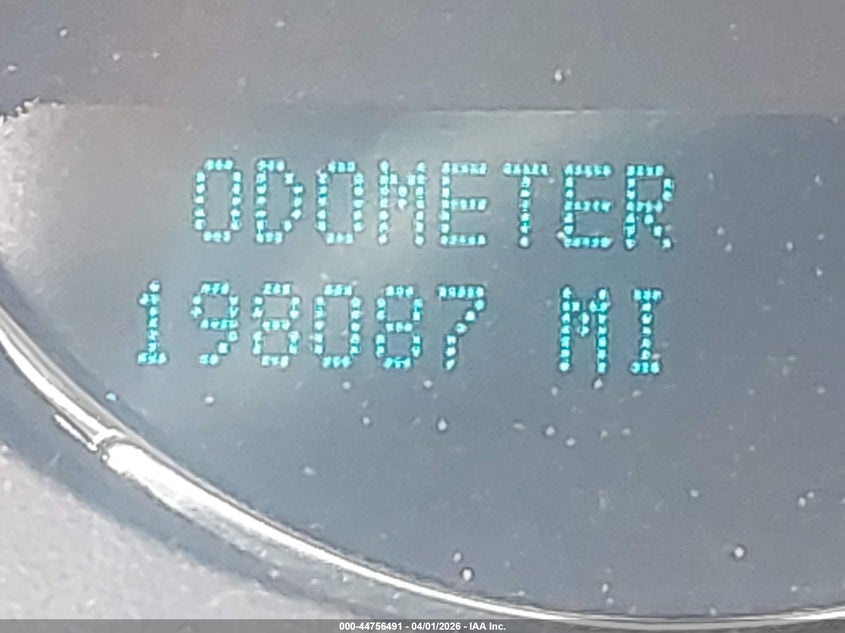 ODOMETER
198087 MI
000-44756491 - 04/01/2026 - IAA Inc.